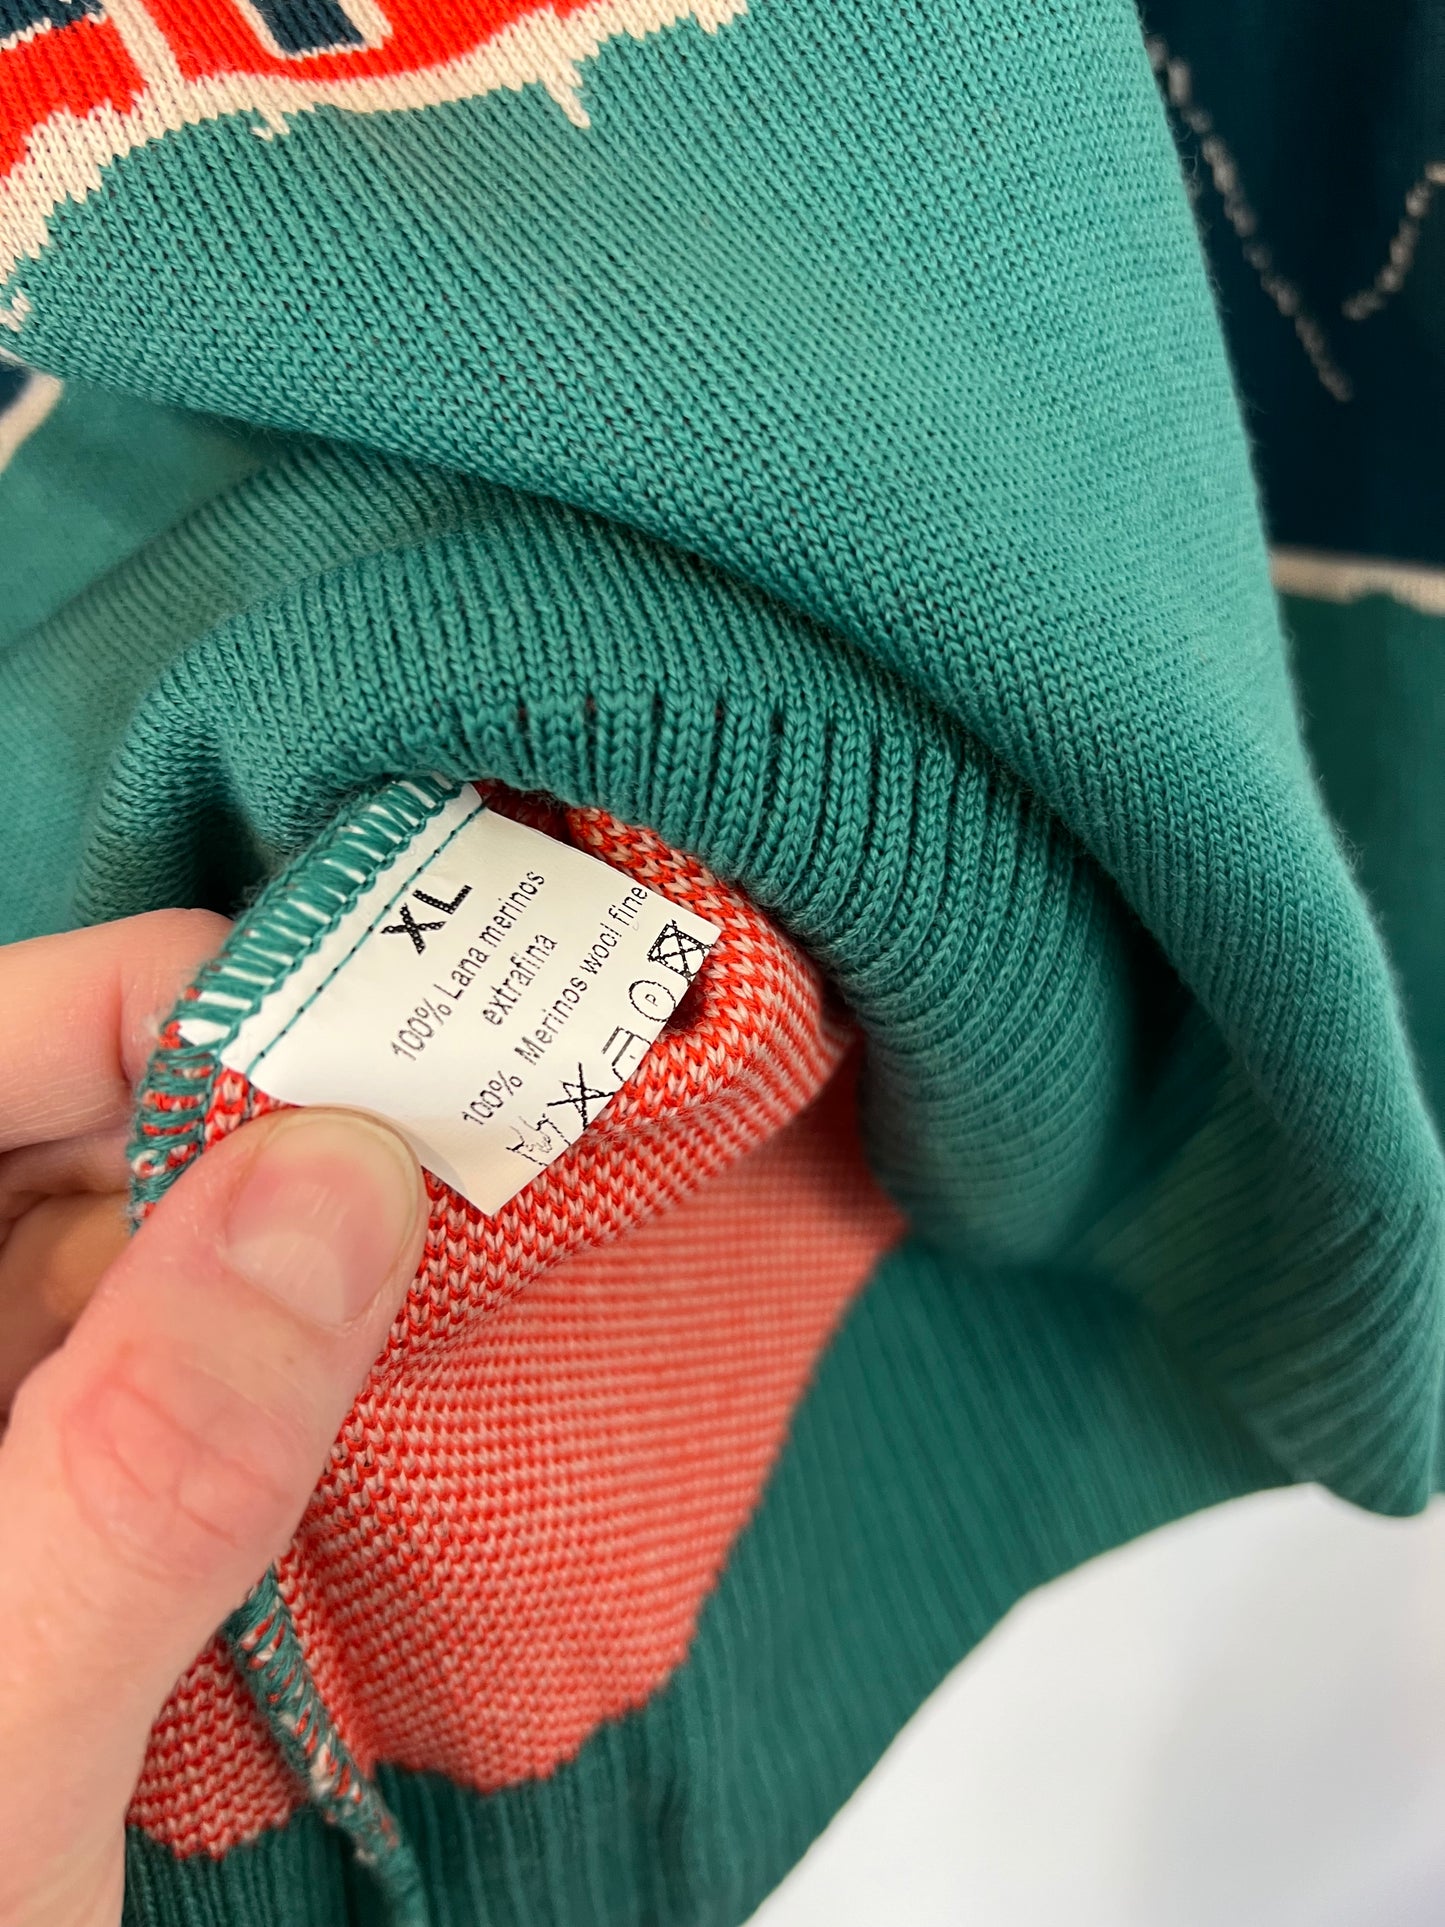 XL
100% Lana merinos
extrafina
100% Merinos wool fine
P